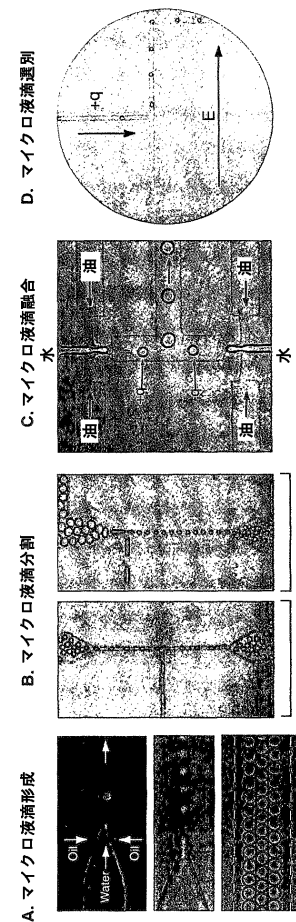 A. マイクロ液滴形成
Oil
Water
Oil
B. マイクロ液滴分割
C. マイクロ液滴融合
水
油
油
油
油
水
D. マイクロ液滴選別
+q
E